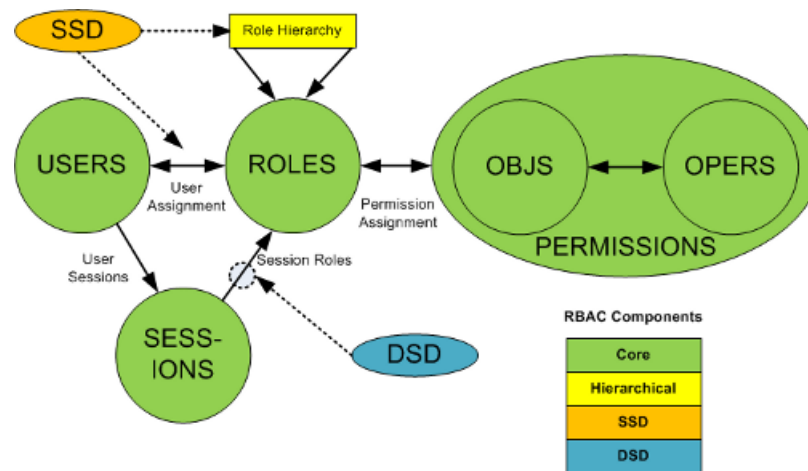 SSD
Role Hierarchy
USERS
User
Assignment
ROLES
Permission
Assignment
OBJS
OPERS
PERMISSIONS
User
Sessions
Session Roles
SESS-
IONS
DSD
RBAC Components
Core
Hierarchical
SSD
DSD